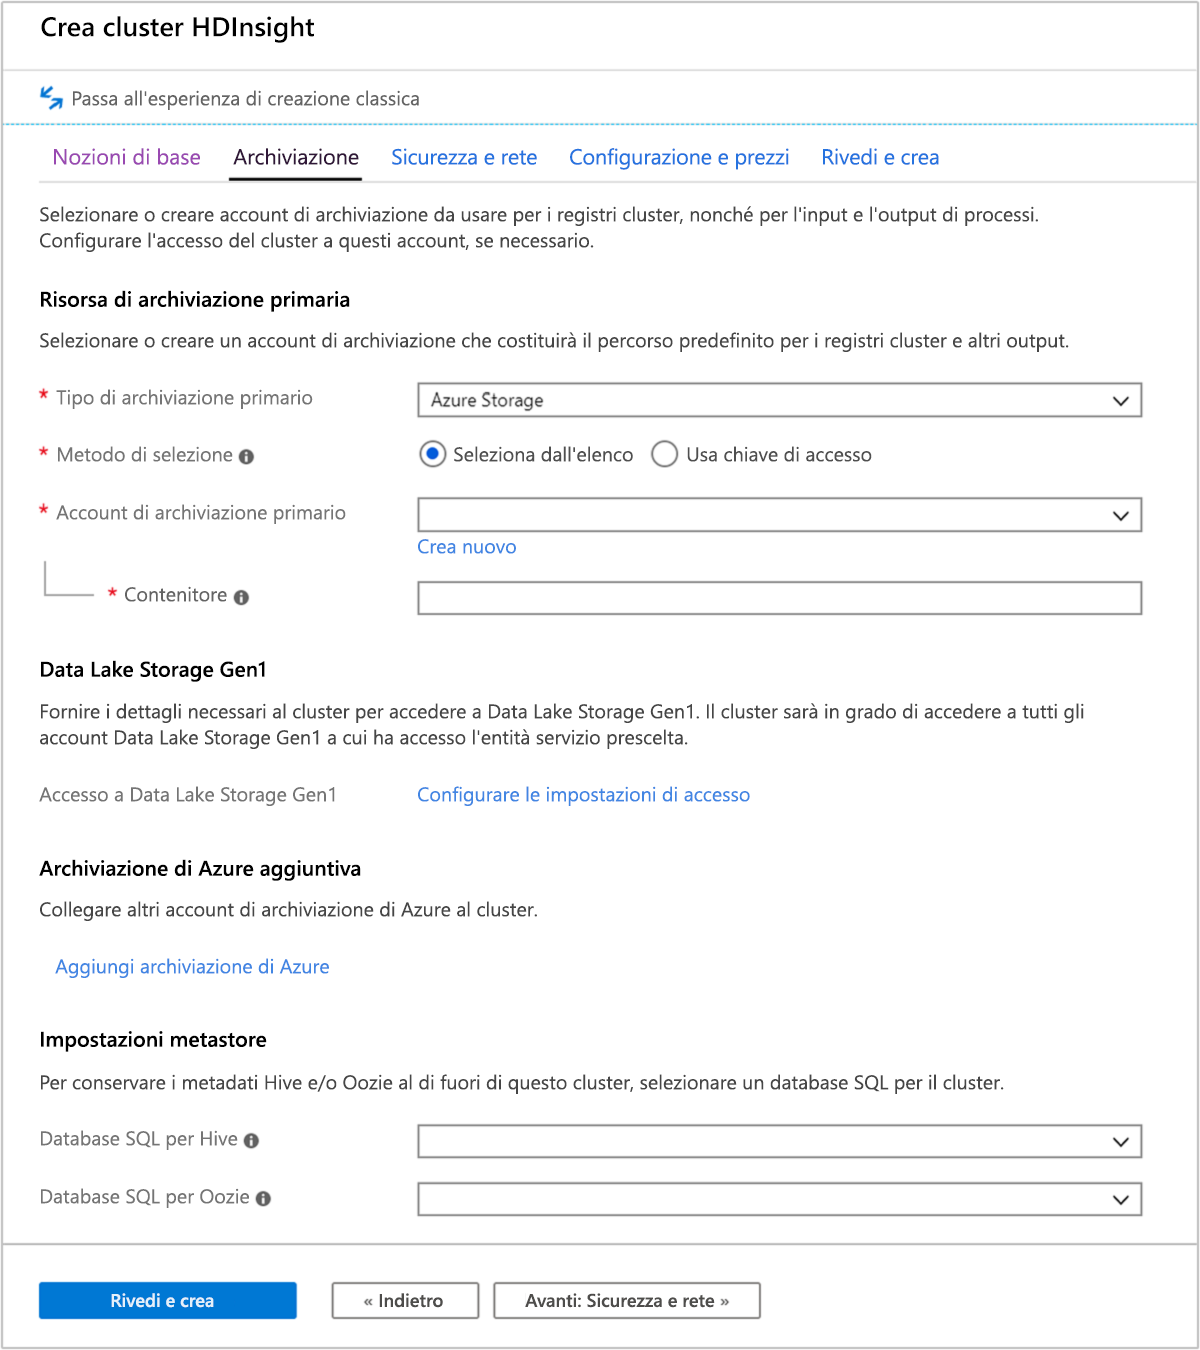 Crea cluster HDInsight
Passa all'esperienza di creazione classica
Nozioni di base Archiviazione Sicurezza e rete Configurazione e prezzi Rivedi e crea
Selezionare o creare account di archiviazione da usare per i registri cluster, nonché per l'input e l'output di processi.
Configurare l'accesso del cluster a questi account, se necessario.
Risorsa di archiviazione primaria
Selezionare o creare un account di archiviazione che costituirà il percorso predefinito per i registri cluster e altri output.
* Tipo di archiviazione primario Azure Storage
* Metodo di selezione Seleziona dall'elenco Usa chiave di accesso
* Account di archiviazione primario
Crea nuovo
* Contenitore
Data Lake Storage Gen1
Fornire i dettagli necessari al cluster per accedere a Data Lake Storage Gen1. Il cluster sarà in grado di accedere a tutti gli
account Data Lake Storage Gen1 a cui ha accesso l'entità servizio prescelta.
Accesso a Data Lake Storage Gen1 Configurare le impostazioni di accesso
Archiviazione di Azure aggiuntiva
Collegare altri account di archiviazione di Azure al cluster.
Aggiungi archiviazione di Azure
Impostazioni metastore
Per conservare i metadati Hive e/o Oozie al di fuori di questo cluster, selezionare un database SQL per il cluster.
Database SQL per Hive
Database SQL per Oozie
Rivedi e crea « Indietro Avanti: Sicurezza e rete »